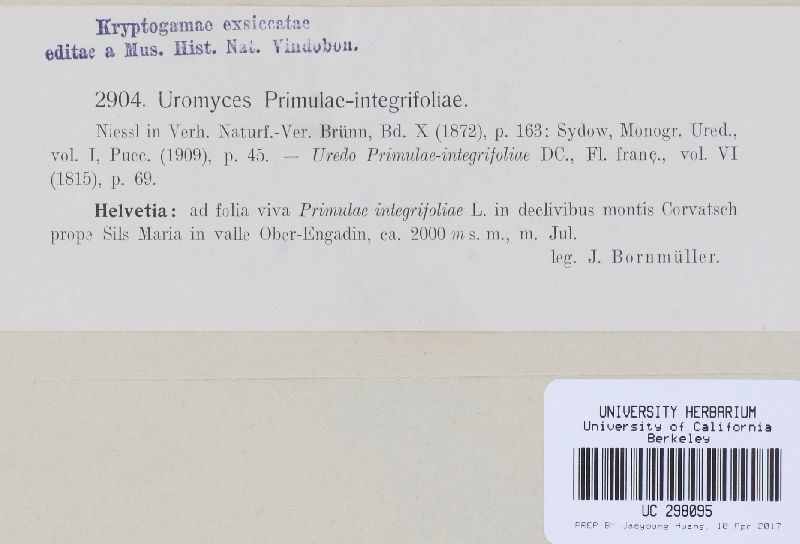 Kryptogamae exsiccatae
editae a Mus. Hist. Nat. Vindobon.
2904. Uromyces Primulae-integrifoliae.
Niessl in Verh. Naturf.-Ver. Brünn, Bd. X (1872), p. 163: Sydow, Monogr. Ured.,
vol. I, Pucc. (1909), p. 45. — Uredo Primulae-integrifoliae DC., Fl. franç., vol. VI
(1815), p. 69.
Helvetia: ad folia viva Primulae integrifoliae L. in declivibus montis Corvatsch
prope Sils Maria in valle Ober-Engadin, ca. 2000 m s. m., m. Jul.
leg. J. Bornmüller.
UNIVERSITY HERBARIUM
University of California
Berkeley
UC 298095
PREP BY Jaeyoung Huang, 18 Apr 2017